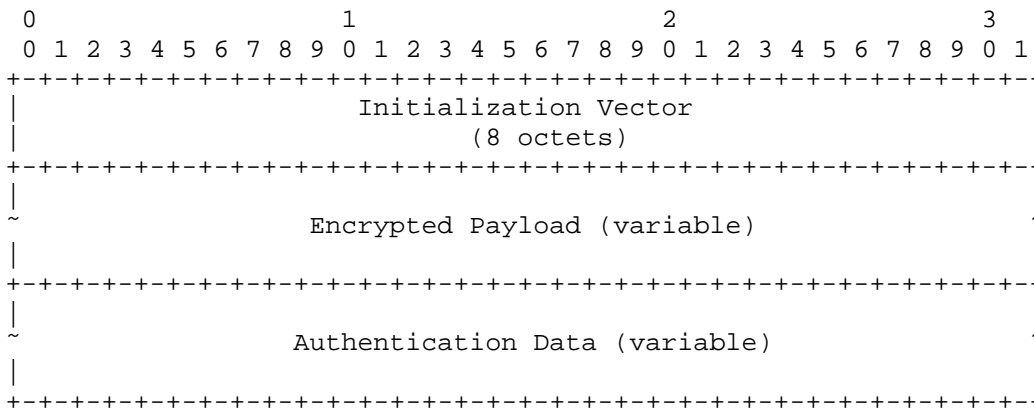 0                   1                   2                   3
 0 1 2 3 4 5 6 7 8 9 0 1 2 3 4 5 6 7 8 9 0 1 2 3 4 5 6 7 8 9 0 1
+-+-+-+-+-+-+-+-+-+-+-+-+-+-+-+-+-+-+-+-+-+-+-+-+-+-+-+-+-+-+-+-
|                     Initialization Vector
|                            (8 octets)
+-+-+-+-+-+-+-+-+-+-+-+-+-+-+-+-+-+-+-+-+-+-+-+-+-+-+-+-+-+-+-+-
|
~                  Encrypted Payload (variable)                 ~
|
+-+-+-+-+-+-+-+-+-+-+-+-+-+-+-+-+-+-+-+-+-+-+-+-+-+-+-+-+-+-+-+-
|
~                 Authentication Data (variable)                ~
|
+-+-+-+-+-+-+-+-+-+-+-+-+-+-+-+-+-+-+-+-+-+-+-+-+-+-+-+-+-+-+-+-